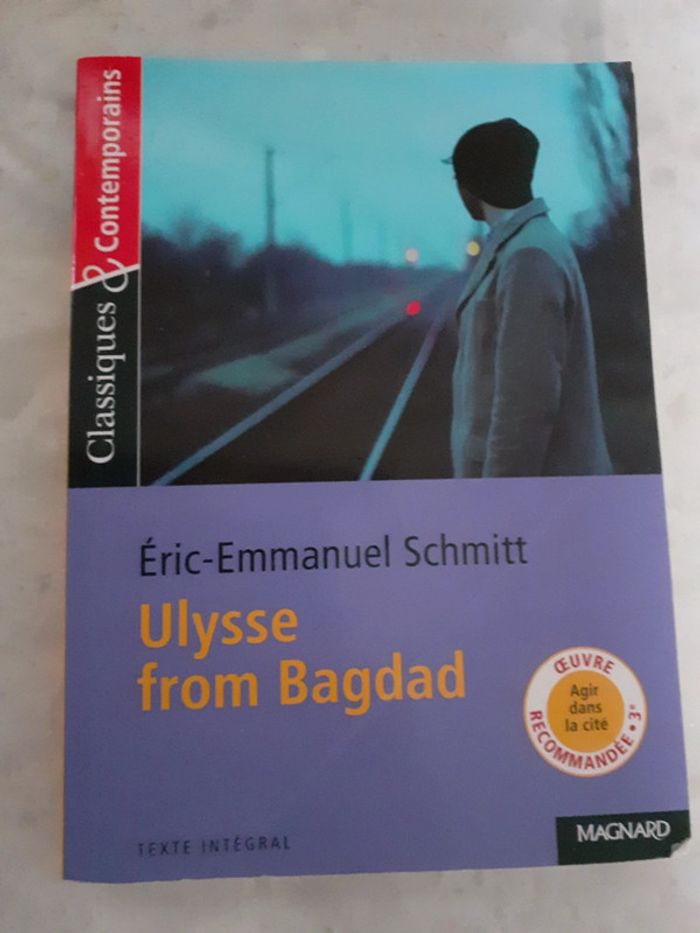 Classiques & Contemporains
Éric-Emmanuel Schmitt
Ulysse
from Bagdad
ŒUVRE
RECOMMANDÉE • 3e
Agir
dans
la cité
TEXTE INTÉGRAL
MAGNARD